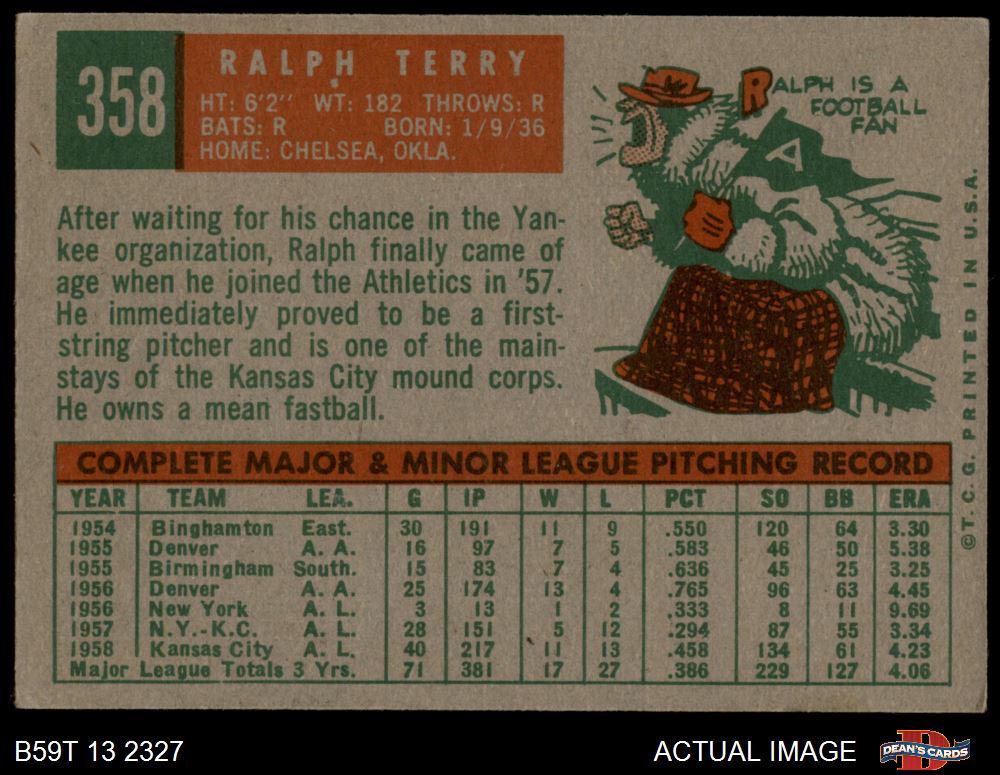 358
RALPH TERRY
HT: 6'2" WT: 182 THROWS: R
BATS: R BORN: 1/9/36
HOME: CHELSEA, OKLA.
RALPH IS A
FOOTBALL
FAN
A
After waiting for his chance in the Yan-
kee organization, Ralph finally came of
age when he joined the Athletics in '57.
He immediately proved to be a first-
string pitcher and is one of the main-
stays of the Kansas City mound corps.
He owns a mean fastball.
COMPLETE MAJOR & MINOR LEAGUE PITCHING RECORD
YEAR TEAM LEA. G IP W L PCT SO BB ERA
1954 Binghamton East. 30 191 11 9 .550 120 64 3.30
1955 Denver A. A. 16 97 7 5 .583 46 50 5.38
1955 Birmingham South. 15 83 7 4 .636 45 25 3.25
1956 Denver A. A. 25 174 13 4 .765 96 63 4.45
1956 New York A. L. 3 13 1 2 .333 8 11 9.69
1957 N.Y.-K.C. A. L. 28 151 5 12 .294 87 55 3.34
1958 Kansas City A. L. 40 217 11 13 .458 134 61 4.23
Major League Totals 3 Yrs. 71 381 17 27 .386 229 127 4.06
©T. C. G. PRINTED IN U.S.A.
B59T 13 2327
ACTUAL IMAGE
D
DEAN'S CARDS